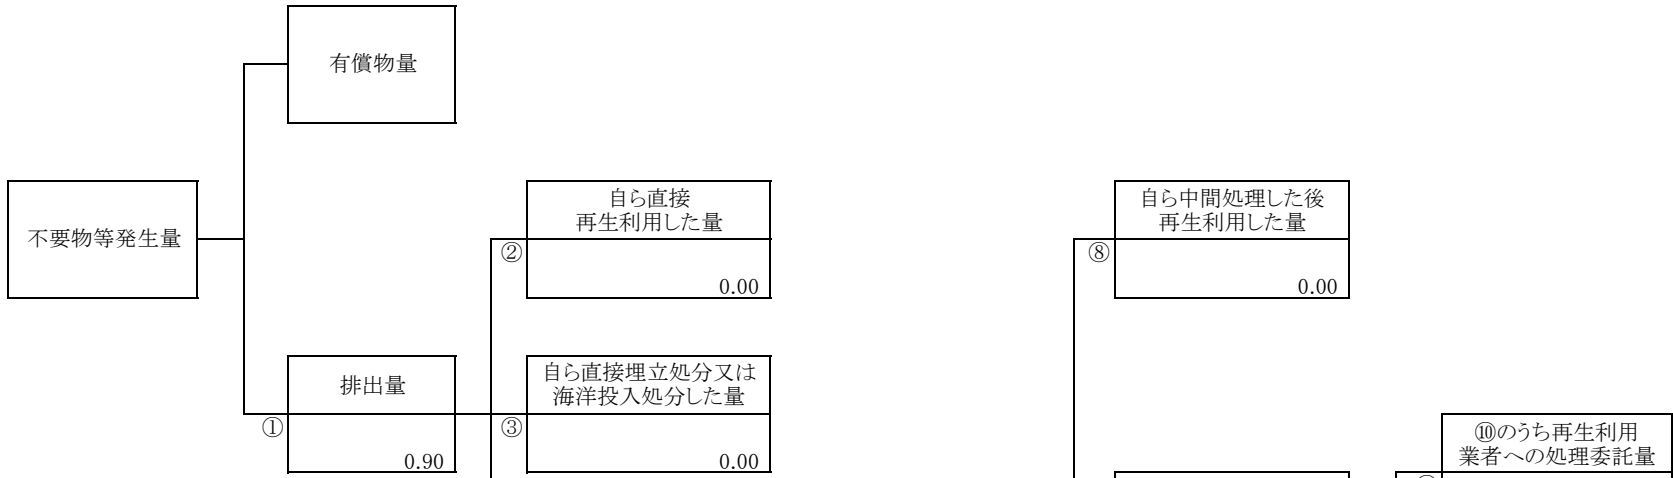 有償物量
不要物等発生量
自ら直接
再生利用した量
②
0.00
自ら中間処理した後
再生利用した量
⑧
0.00
排出量
①
0.90
自ら直接埋立処分又は
海洋投入処分した量
③
0.00
⑩のうち再生利用
業者への処理委託量